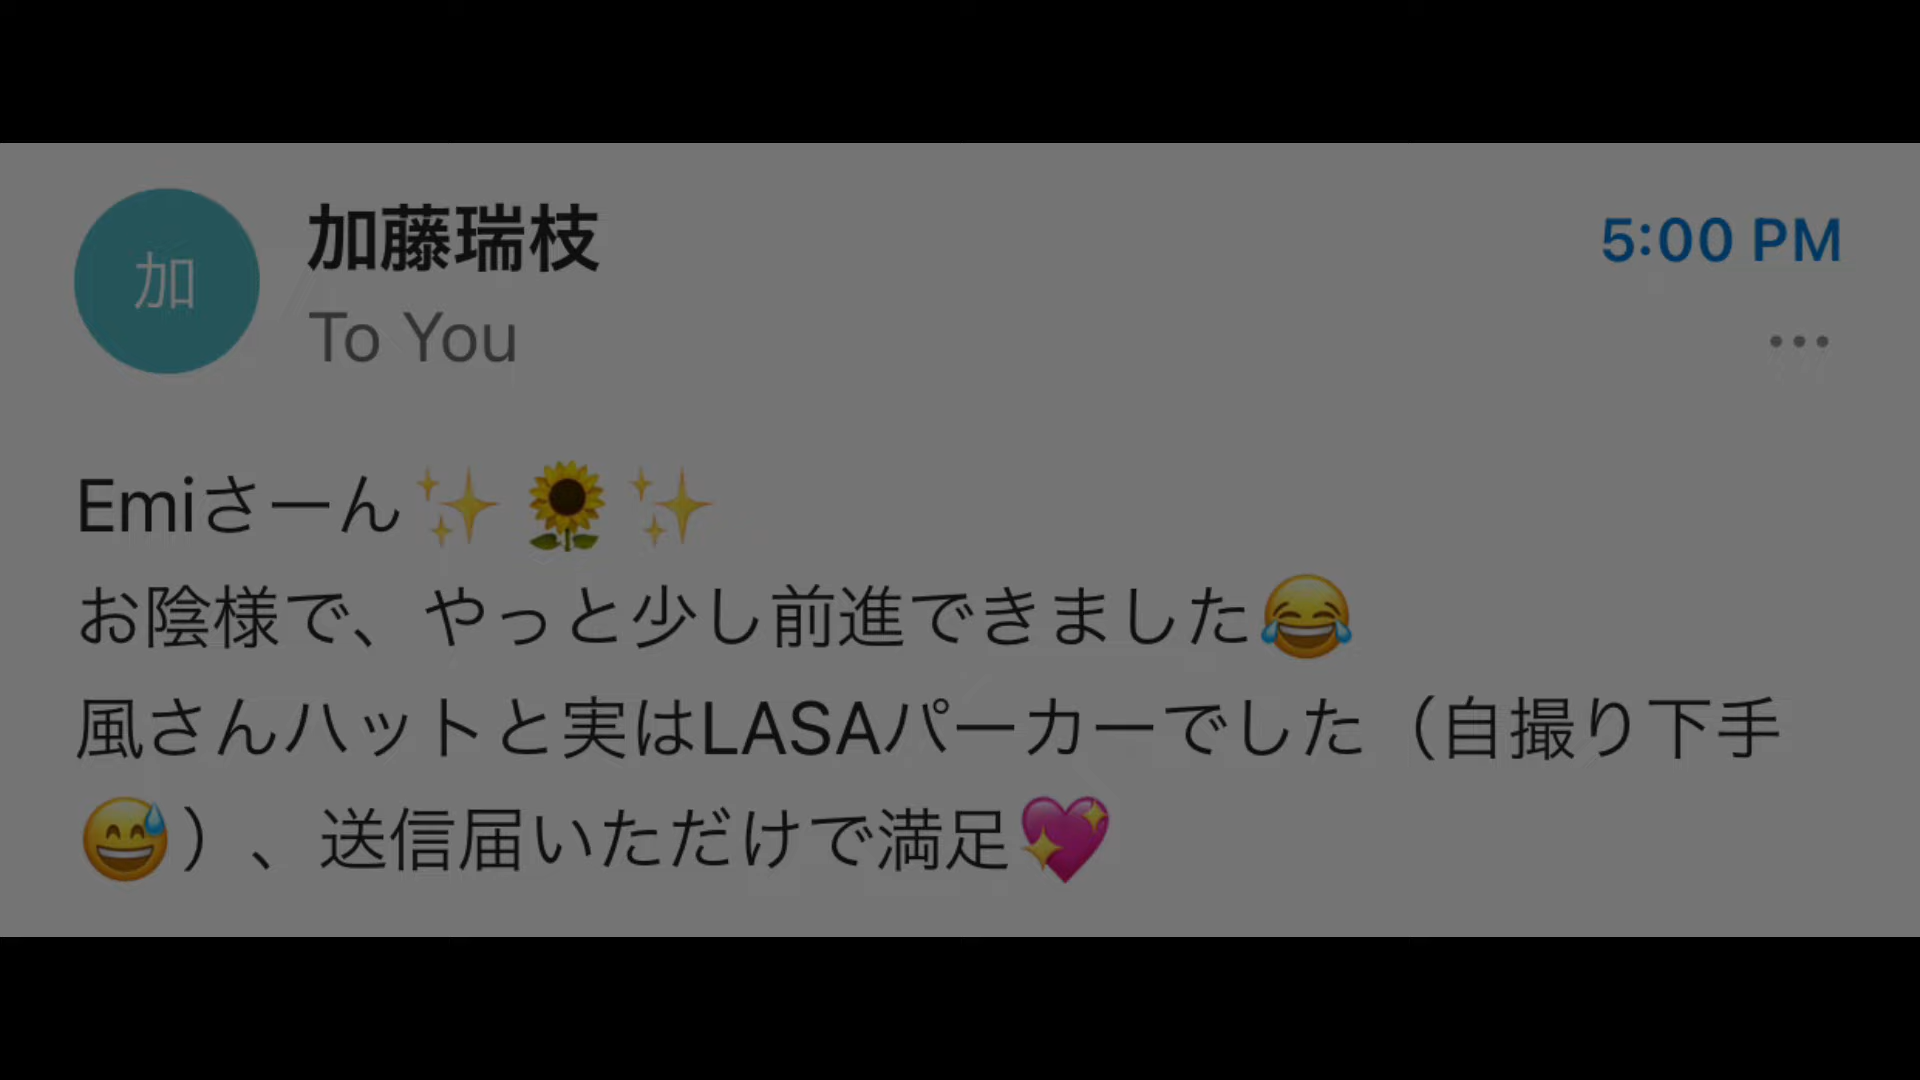 加
加藤瑞枝
5:00 PM
To You
Emiさーん✨🌻✨
お陰様で、やっと少し前進できました😂
風さんハットと実はLASAパーカーでした（自撮り下手
😅）、送信届いただけで満足💖